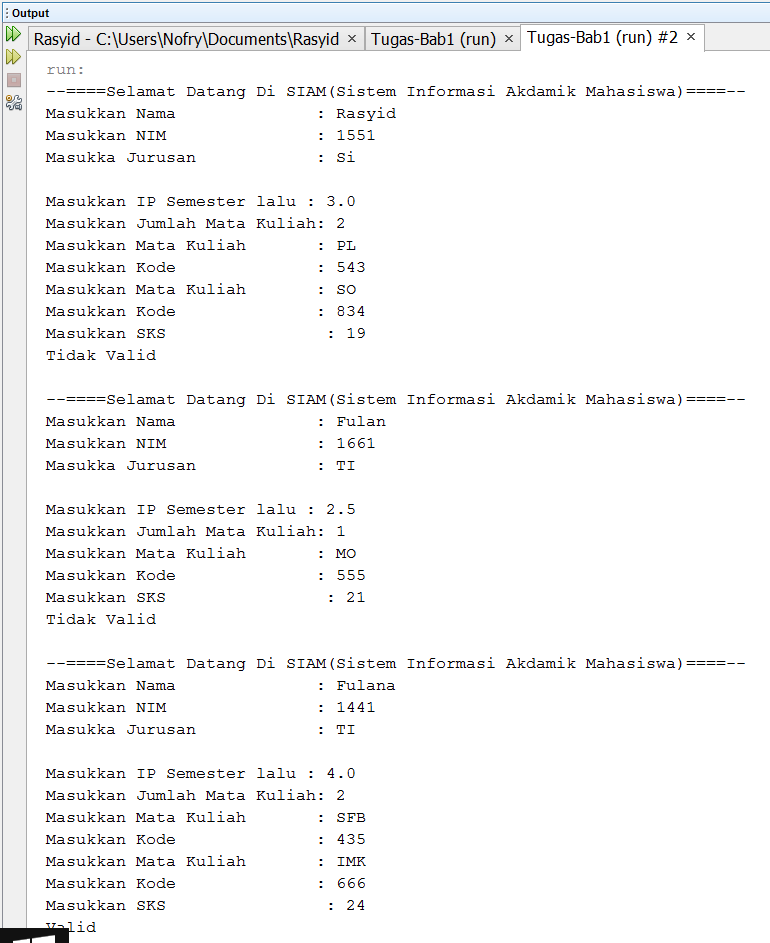 Output
Rasyid - C:\Users\Nofry\Documents\Rasyid × Tugas-Bab1 (run) × Tugas-Bab1 (run) #2 ×
run:
--====Selamat Datang Di SIAM(Sistem Informasi Akdamik Mahasiswa)====--
Masukkan Nama : Rasyid
Masukkan NIM : 1551
Masukka Jurusan : Si
Masukkan IP Semester lalu : 3.0
Masukkan Jumlah Mata Kuliah: 2
Masukkan Mata Kuliah : PL
Masukkan Kode : 543
Masukkan Mata Kuliah : SO
Masukkan Kode : 834
Masukkan SKS : 19
Tidak Valid
--====Selamat Datang Di SIAM(Sistem Informasi Akdamik Mahasiswa)====--
Masukkan Nama : Fulan
Masukkan NIM : 1661
Masukka Jurusan : TI
Masukkan IP Semester lalu : 2.5
Masukkan Jumlah Mata Kuliah: 1
Masukkan Mata Kuliah : MO
Masukkan Kode : 555
Masukkan SKS : 21
Tidak Valid
--====Selamat Datang Di SIAM(Sistem Informasi Akdamik Mahasiswa)====--
Masukkan Nama : Fulana
Masukkan NIM : 1441
Masukka Jurusan : TI
Masukkan IP Semester lalu : 4.0
Masukkan Jumlah Mata Kuliah: 2
Masukkan Mata Kuliah : SFB
Masukkan Kode : 435
Masukkan Mata Kuliah : IMK
Masukkan Kode : 666
Masukkan SKS : 24
Valid